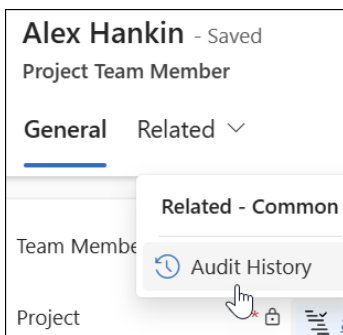 Alex Hankin - Saved
Project Team Member
General Related
Related - Common
Team Membe
Audit History
Project *